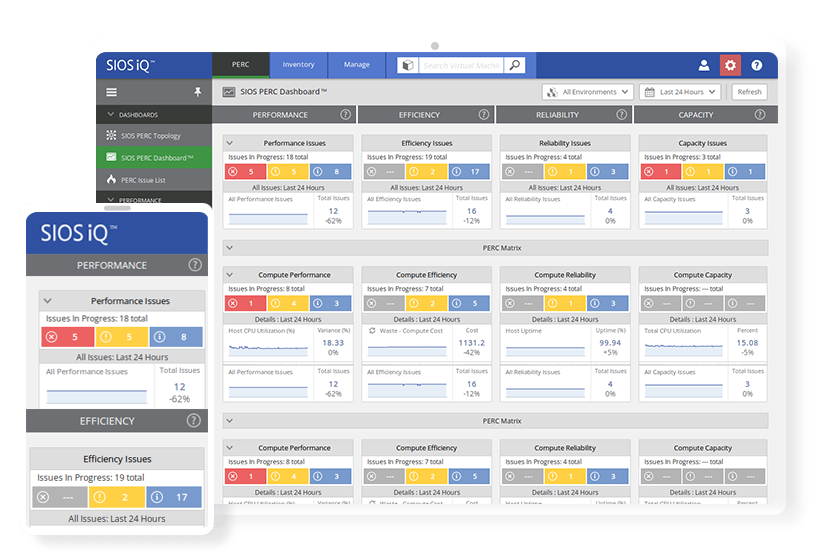 SIOS iQ™
PERC Inventory Manage Search Virtual Machin
SIOS PERC Dashboard™ All Environments Last 24 Hours Refresh
DASHBOARDS
SIOS PERC Topology
SIOS PERC Dashboard™
PERC Issue List
PERFORMANCE
PERFORMANCE EFFICIENCY RELIABILITY CAPACITY
Performance Issues Efficiency Issues Reliability Issues Capacity Issues
Issues In Progress: 18 total Issues In Progress: 19 total Issues In Progress: 4 total Issues In Progress: 3 total
5 5 8 --- 2 17 --- 1 3 1 1 1
All Issues: Last 24 Hours All Issues: Last 24 Hours All Issues: Last 24 Hours All Issues: Last 24 Hours
All Performance Issues Total Issues All Efficiency Issues Total Issues All Reliability Issues Total Issues All Capacity Issues Total Issues
12 16 4 3
-62% -12% 0% 0%
PERC Matrix
Compute Performance Compute Efficiency Compute Reliability Compute Capacity
Issues In Progress: 8 total Issues In Progress: 7 total Issues In Progress: 4 total Issues In Progress: --- total
1 4 3 --- 2 5 --- 1 3 --- --- ---
Details : Last 24 Hours Details : Last 24 Hours Details : Last 24 Hours Details : Last 24 Hours
Host CPU Utilization (%) Variance (%) Waste - Compute Cost Cost Host Uptime Uptime (%) Total CPU Utilization Percent
18.33 1131.2 99.94 15.08
0% -42% +5% -5%
All Performance Issues Total Issues All Efficiency Issues Total Issues All Reliability Issues Total Issues All Capacity Issues Total Issues
12 16 4 3
-62% -12% 0% 0%
PERC Matrix
Compute Performance Compute Efficiency Compute Reliability Compute Capacity
Issues In Progress: 8 total Issues In Progress: 7 total Issues In Progress: 4 total Issues In Progress: --- total
1 4 3 --- 2 5 --- 1 3 --- --- ---
Details : Last 24 Hours Details : Last 24 Hours Details : Last 24 Hours Details : Last 24 Hours
SIOS iQ™
PERFORMANCE
Performance Issues
Issues In Progress: 18 total
5 5 8
All Issues: Last 24 Hours
All Performance Issues Total Issues
12
-62%
EFFICIENCY
Efficiency Issues
Issues In Progress: 19 total
--- 2 17
All Issues: Last 24 Hours